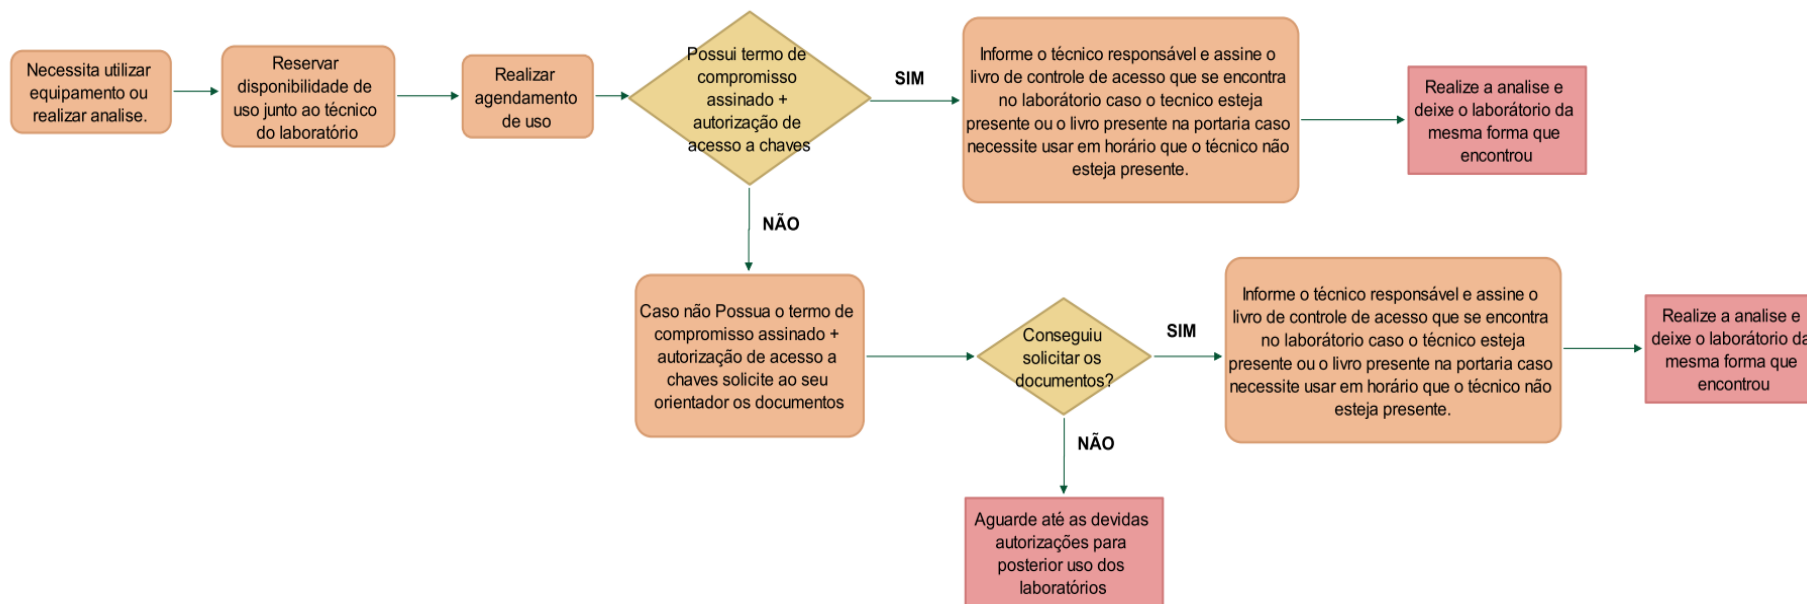 Necessita utilizar
equipamento ou
realizar analise.
Reservar
disponibilidade de
uso junto ao técnico
do laboratório
Realizar
agendamento
de uso
Possui termo de
compromisso
assinado +
autorização de
acesso a chaves
SIM
Informe o técnico responsável e assine o
livro de controle de acesso que se encontra
no labórátorio caso o tecnico esteja
presente ou o livro presente na portaria caso
necessite usar em horário que o técnico não
esteja presente.
Realize a analise e
deixe o labórátorio da
mesma forma que
encontrou
NÃO
Caso não Possua o termo de
compromisso assinado +
autorização de acesso a
chaves solicite ao seu
orientador os documentos
Conseguiu
solicitar os
documentos?
SIM
Informe o técnico responsável e assine o
livro de controle de acesso que se encontra
no laboratório caso o técnico esteja
presente ou o livro presente na portaria caso
necessite usar em horário que o técnico não
esteja presente.
Realize a analise e
deixe o labórátorio da
mesma forma que
encontrou
NÃO
Aguarde até as devidas
autorizações para
posterior uso dos
laboratórios